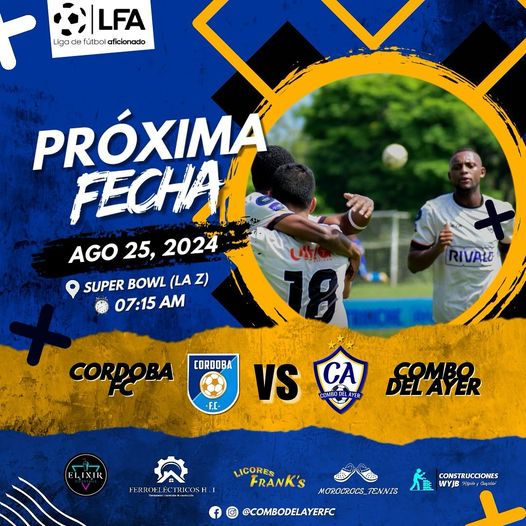 LFA
Liga de fútbol aficionado
PRÓXIMA
FECHA
AGO 25, 2024
SUPER BOWL (LA Z)
07:15 AM
18
RIVALO
CORDOBA
FC
CORDOBA
F.C
VS
CA
COMBO DEL AYER
COMBO
DEL AYER
ELIXIR
FERROELECTRICOS H.I
LICORES
FRANK'S
MOROCROCS_TENNIS
CONSTRUCCIONES
WYJB
@COMBODELAYERFC